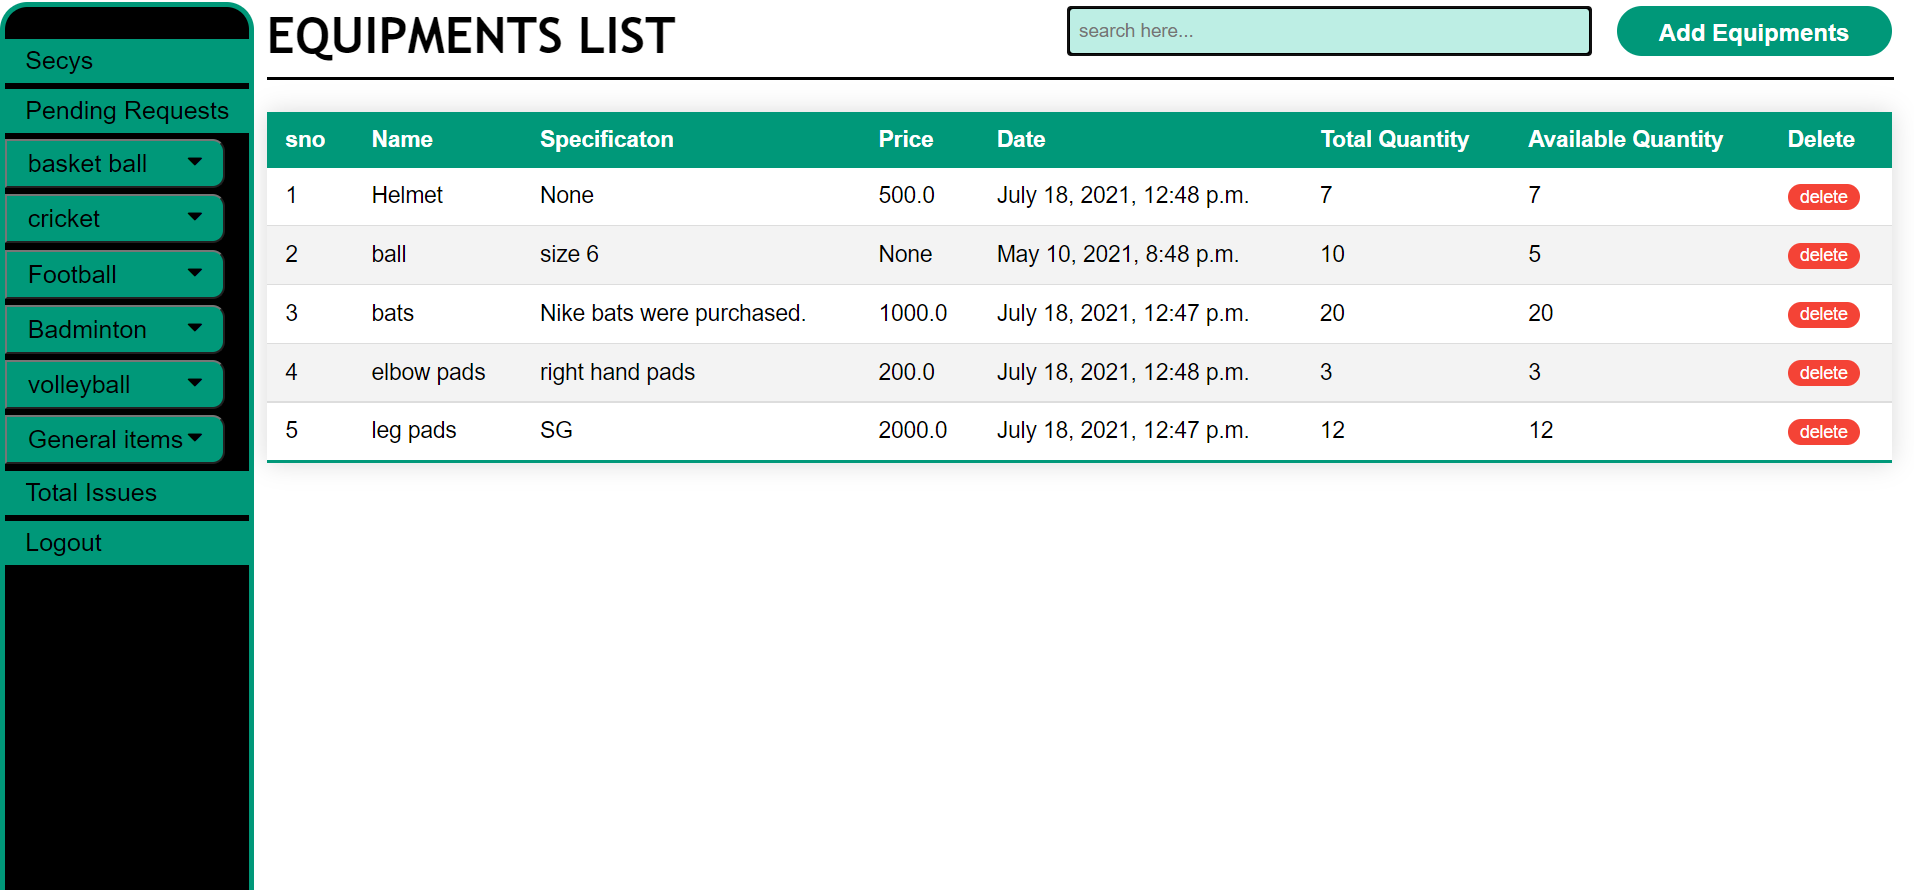 EQUIPMENTS LIST
search here...
Add Equipments
Secys
Pending Requests
basket ball
cricket
Football
Badminton
volleyball
General items
Total Issues
Logout
sno Name Specificaton Price Date Total Quantity Available Quantity Delete
1 Helmet None 500.0 July 18, 2021, 12:48 p.m. 7 7 delete
2 ball size 6 None May 10, 2021, 8:48 p.m. 10 5 delete
3 bats Nike bats were purchased. 1000.0 July 18, 2021, 12:47 p.m. 20 20 delete
4 elbow pads right hand pads 200.0 July 18, 2021, 12:48 p.m. 3 3 delete
5 leg pads SG 2000.0 July 18, 2021, 12:47 p.m. 12 12 delete